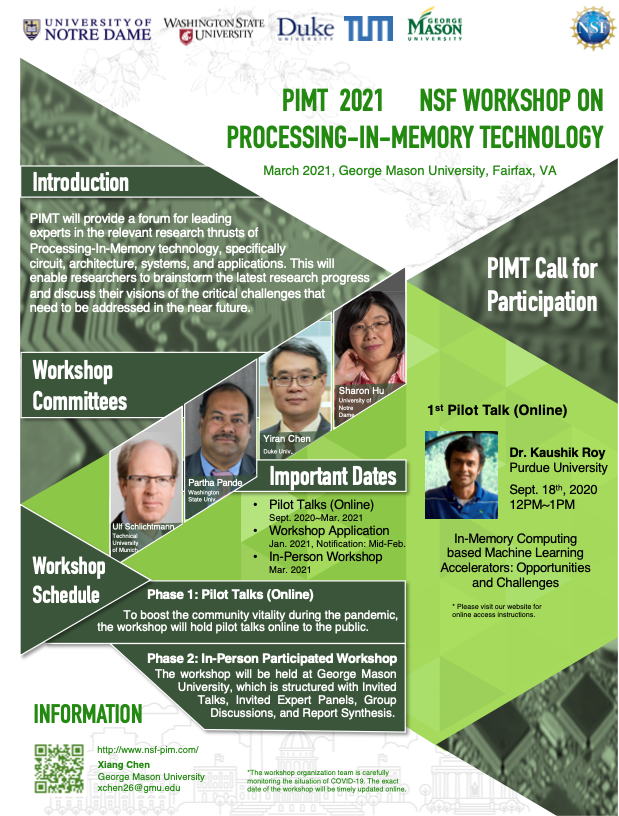 UNIVERSITY OF
NOTRE DAME
WASHINGTON STATE
UNIVERSITY
Duke
UNIVERSITY
TUM
GEORGE
MASON
UNIVERSITY
NSF
PIMT 2021 NSF WORKSHOP ON
PROCESSING-IN-MEMORY TECHNOLOGY
March 2021, George Mason University, Fairfax, VA
Introduction
PIMT will provide a forum for leading
experts in the relevant research thrusts of
Processing-In-Memory technology, specifically
circuit, architecture, systems, and applications. This will
enable researchers to brainstorm the latest research progress
and discuss their visions of the critical challenges that
need to be addressed in the near future.
PIMT Call for
Participation
Workshop
Committees
Sharon Hu
University of
Notre
Dame
Yiran Chen
Duke Univ.
Partha Pande
Washington
State Univ.
Ulf Schlichtmann
Technical
University
of Munich
1st Pilot Talk (Online)
Dr. Kaushik Roy
Purdue University
Sept. 18th, 2020
12PM~1PM
In-Memory Computing
based Machine Learning
Accelerators: Opportunities
and Challenges
* Please visit our website for
online access instructions.
Important Dates
• Pilot Talks (Online)
Sept. 2020~Mar. 2021
• Workshop Application
Jan. 2021, Notification: Mid-Feb.
• In-Person Workshop
Mar. 2021
Workshop
Schedule
Phase 1: Pilot Talks (Online)
To boost the community vitality during the pandemic,
the workshop will hold pilot talks online to the public.
Phase 2: In-Person Participated Workshop
The workshop will be held at George Mason
University, which is structured with Invited
Talks, Invited Expert Panels, Group
Discussions, and Report Synthesis.
INFORMATION
http://www.nsf-pim.com/
Xiang Chen
George Mason University
xchen26@gmu.edu
*The workshop organization team is carefully
monitoring the situation of COVID-19. The exact
date of the workshop will be timely updated online.